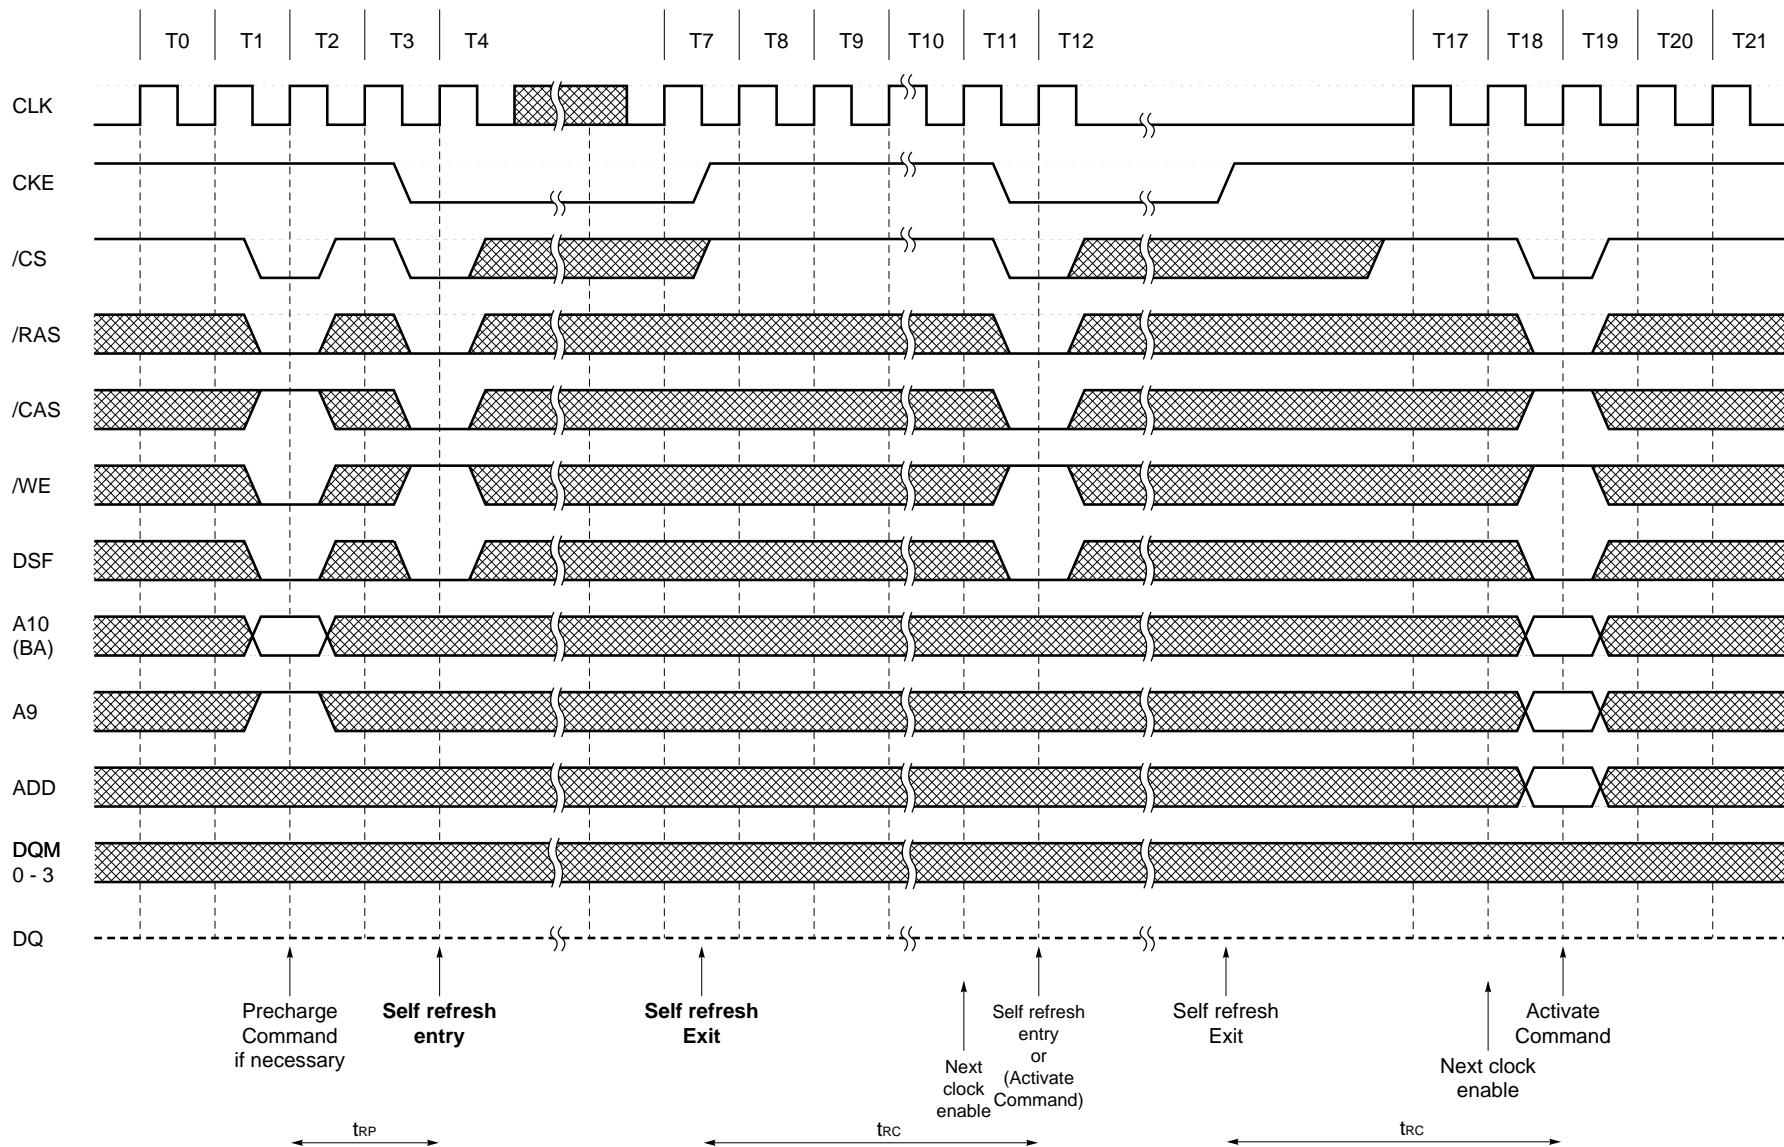 T0 T1 T2 T3 T4 T7 T8 T9 T10 T11 T12 T17 T18 T19 T20 T21
CLK
CKE
/CS
/RAS
/CAS
/WE
DSF
A10
(BA)
A9
ADD
DQM
0 - 3
DQ
Precharge
Command
if necessary
Self refresh
entry
Self refresh
Exit
Next
clock
enable
Self refresh
entry
or
(Activate
Command)
Self refresh
Exit
Next clock
enable
Activate
Command
tRP
tRC
tRC